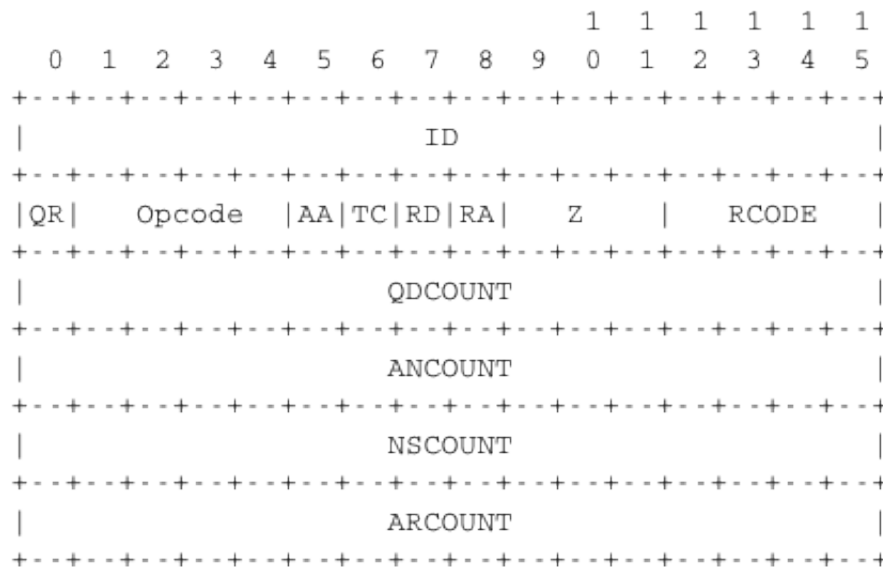 1  1  1  1  1  1
  0  1  2  3  4  5  6  7  8  9  0  1  2  3  4  5
+--+--+--+--+--+--+--+--+--+--+--+--+--+--+--+--+
|                      ID                       |
+--+--+--+--+--+--+--+--+--+--+--+--+--+--+--+--+
|QR|   Opcode  |AA|TC|RD|RA|   Z    |   RCODE   |
+--+--+--+--+--+--+--+--+--+--+--+--+--+--+--+--+
|                    QDCOUNT                    |
+--+--+--+--+--+--+--+--+--+--+--+--+--+--+--+--+
|                    ANCOUNT                    |
+--+--+--+--+--+--+--+--+--+--+--+--+--+--+--+--+
|                    NSCOUNT                    |
+--+--+--+--+--+--+--+--+--+--+--+--+--+--+--+--+
|                    ARCOUNT                    |
+--+--+--+--+--+--+--+--+--+--+--+--+--+--+--+--+